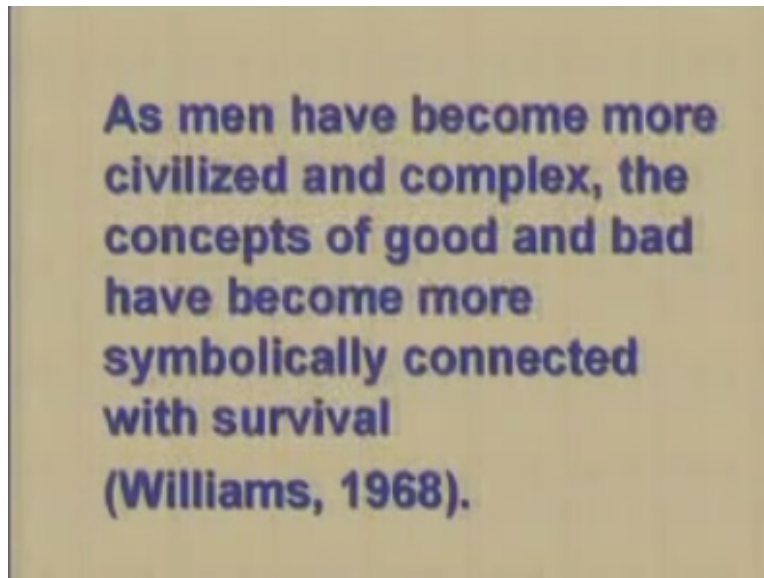 As men have become more
civilized and complex, the
concepts of good and bad
have become more
symbolically connected
with survival
(Williams, 1968).